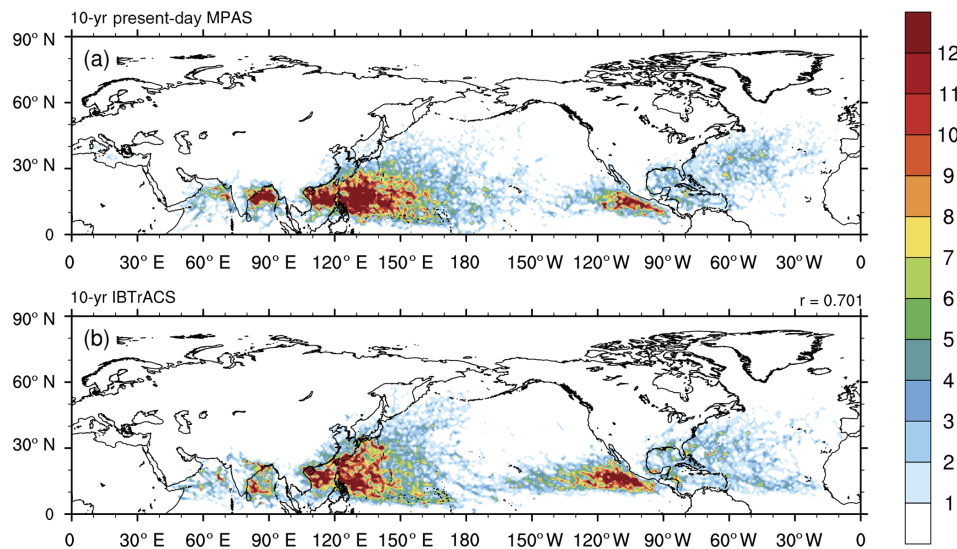 10-yr present-day MPAS
90° N
(a)
60° N
30° N
0
0 30° E 60° E 90° E 120° E 150° E 180 150° W 120° W 90° W 60° W 30° W 0
10-yr IBTrACS r = 0.701
90° N
(b)
60° N
30° N
0
0 30° E 60° E 90° E 120° E 150° E 180 150° W 120° W 90° W 60° W 30° W 0
12
11
10
9
8
7
6
5
4
3
2
1